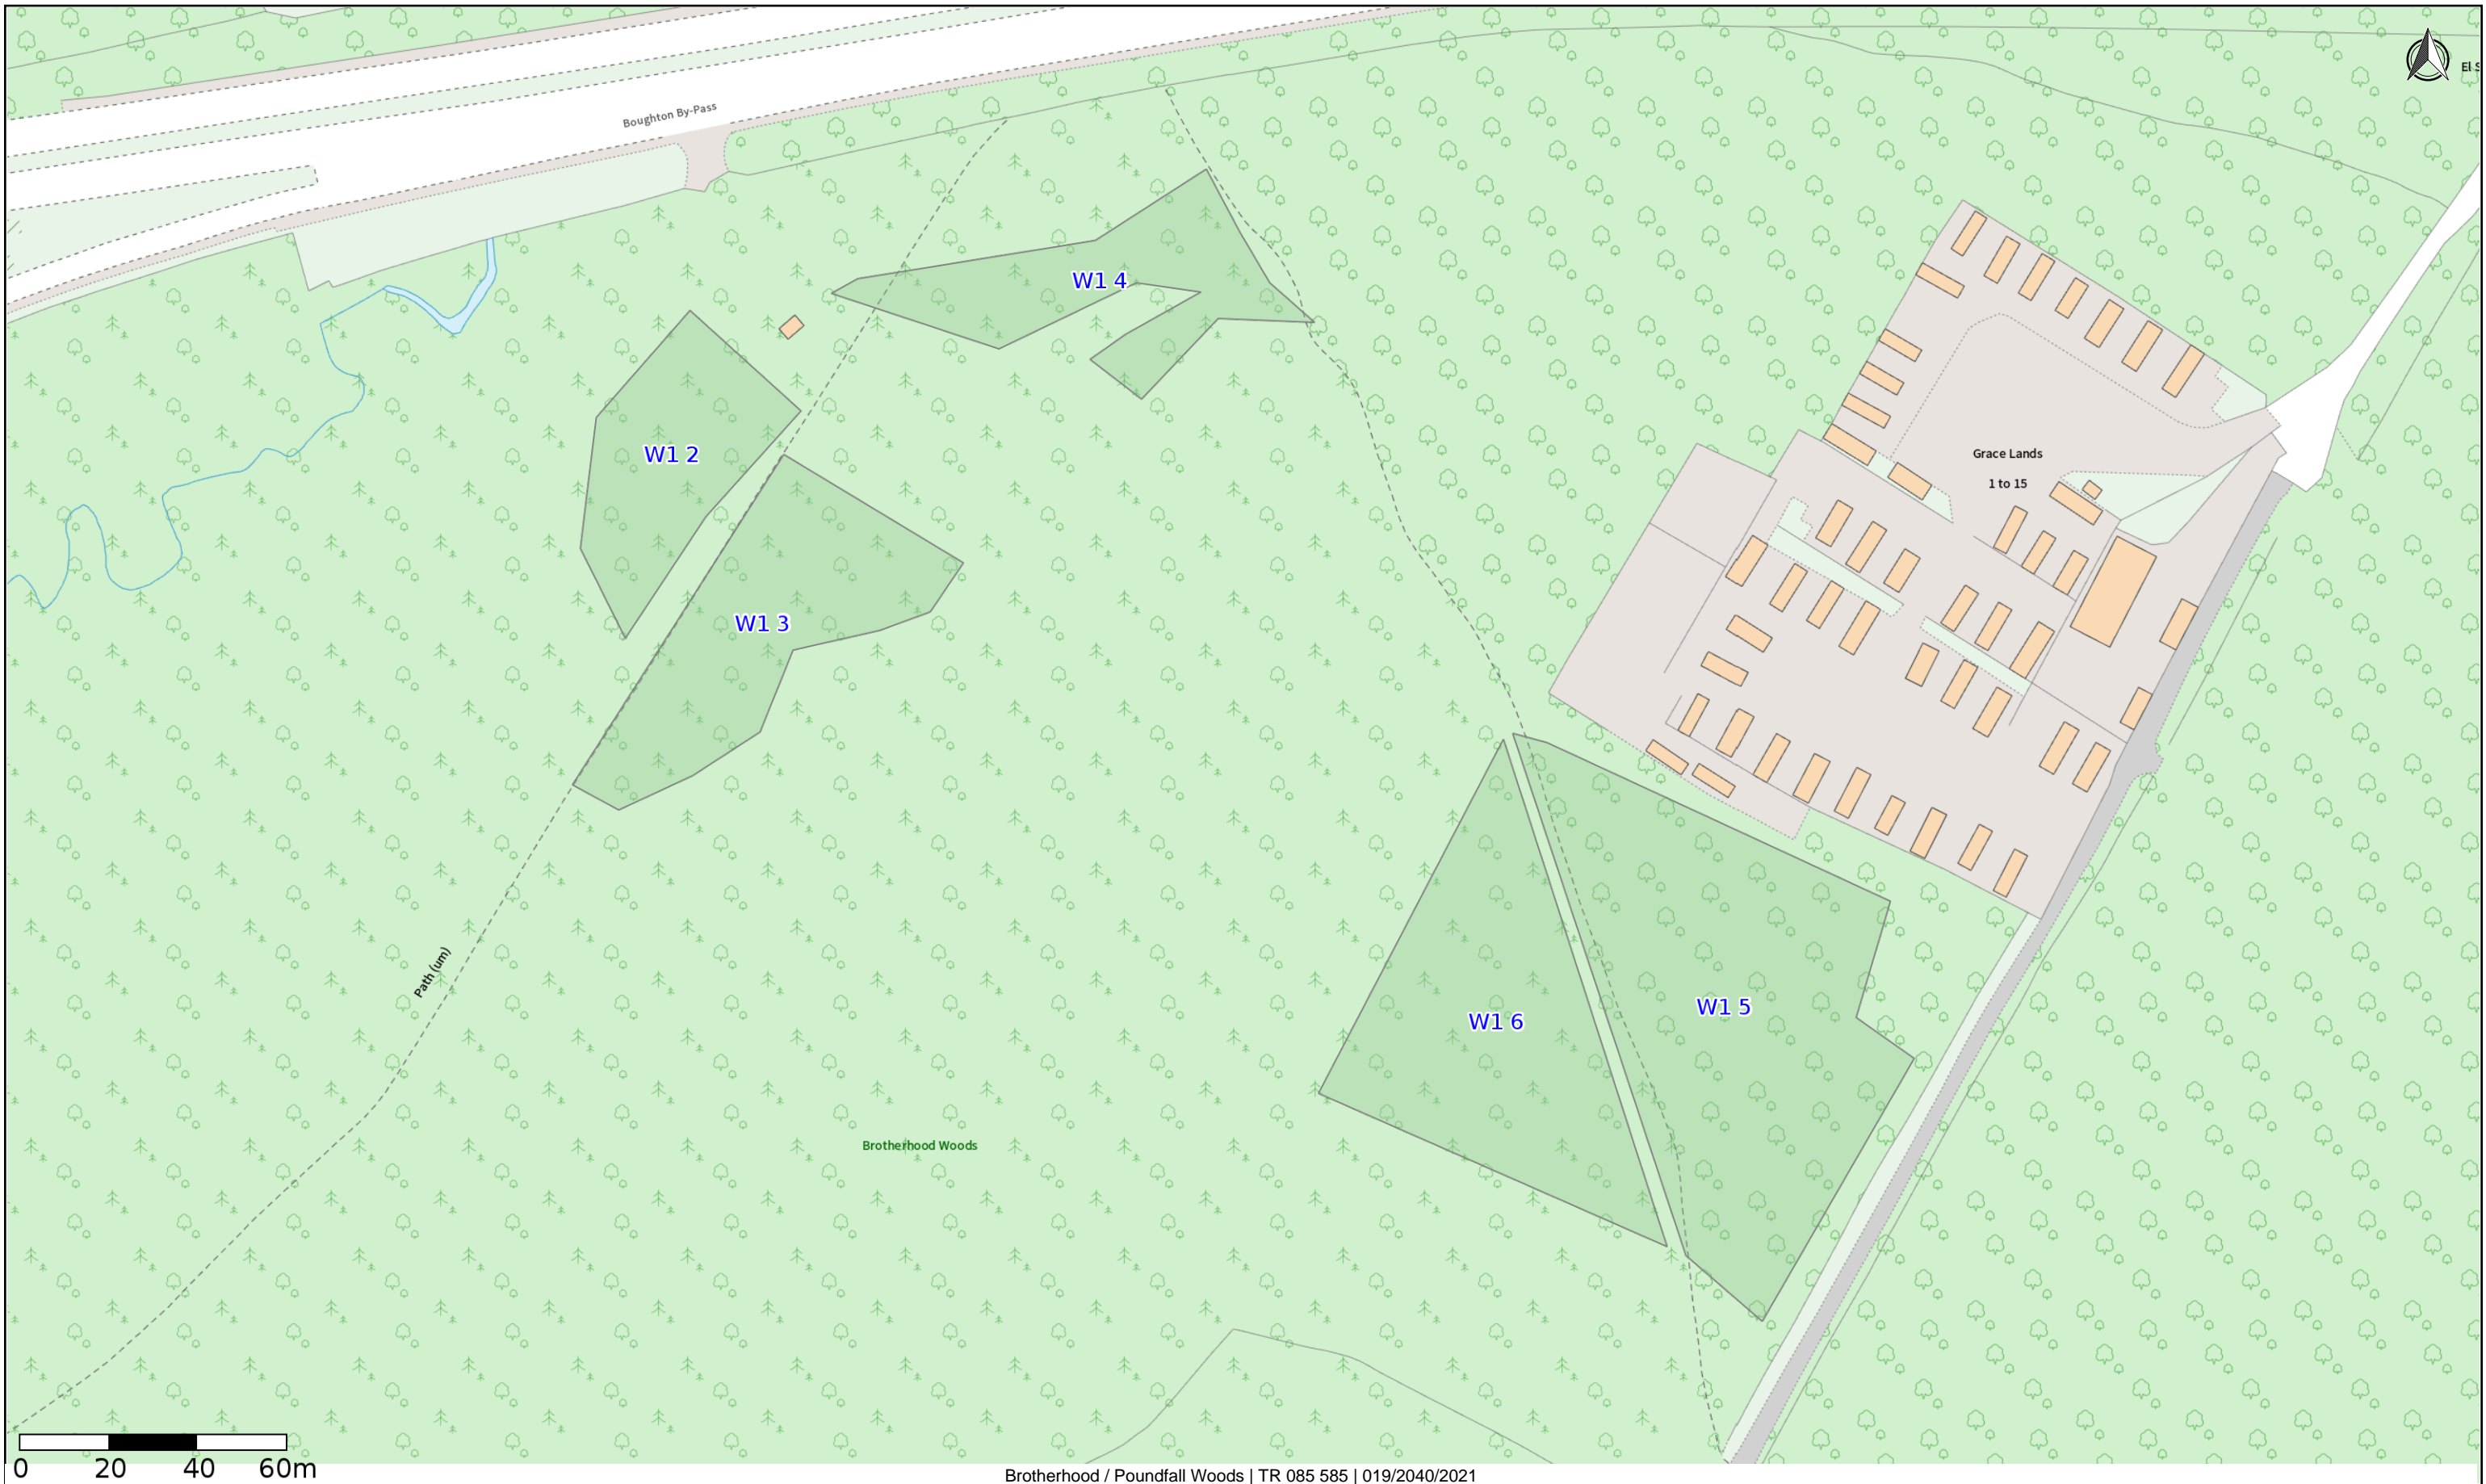 El S
Boughton By-Pass
W1 4
W1 2
Grace Lands
1 to 15
W1 3
Path (um)
W1 5
W1 6
Brotherhood Woods
0 20 40 60m
Brotherhood / Poundfall Woods | TR 085 585 | 019/2040/2021